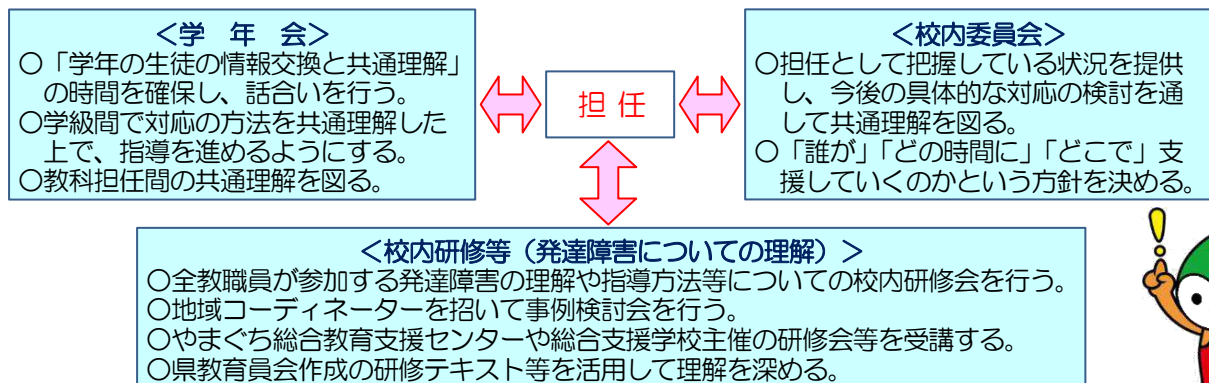 ＜学　年　会＞
○「学年の生徒の情報交換と共通理解」
の時間を確保し、話合いを行う。
○学級間で対応の方法を共通理解した
上で、指導を進めるようにする。
○教科担任間の共通理解を図る。
担 任
＜校内委員会＞
○担任として把握している状況を提供
し、今後の具体的な対応の検討を通
して共通理解を図る。
○「誰が」「どの時間に」「どこで」支
援していくのかという方針を決める。
＜校内研修等（発達障害についての理解）＞
○全教職員が参加する発達障害の理解や指導方法等についての校内研修会を行う。
○地域コーディネーターを招いて事例検討会を行う。
○やまぐち総合教育支援センターや総合支援学校主催の研修会等を受講する。
○県教育員会作成の研修テキスト等を活用して理解を深める。